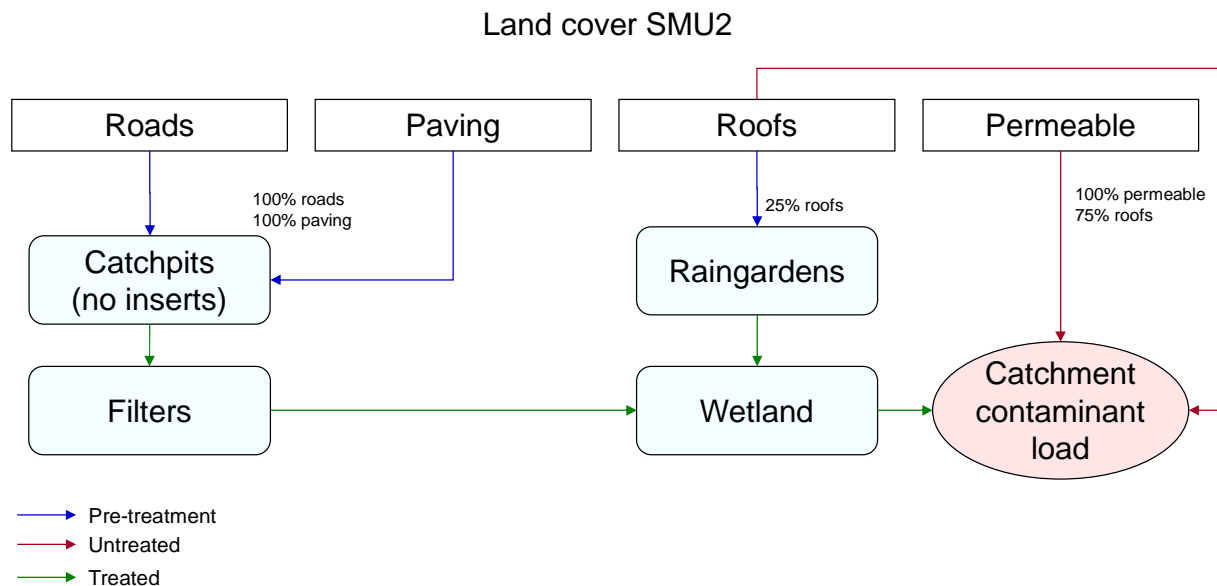 Land cover SMU2
Roads
Paving
Roofs
Permeable
100% roads
100% paving
25% roofs
100% permeable
75% roofs
Catchpits
(no inserts)
Raingardens
Filters
Wetland
Catchment
contaminant
load
Pre-treatment
Untreated
Treated